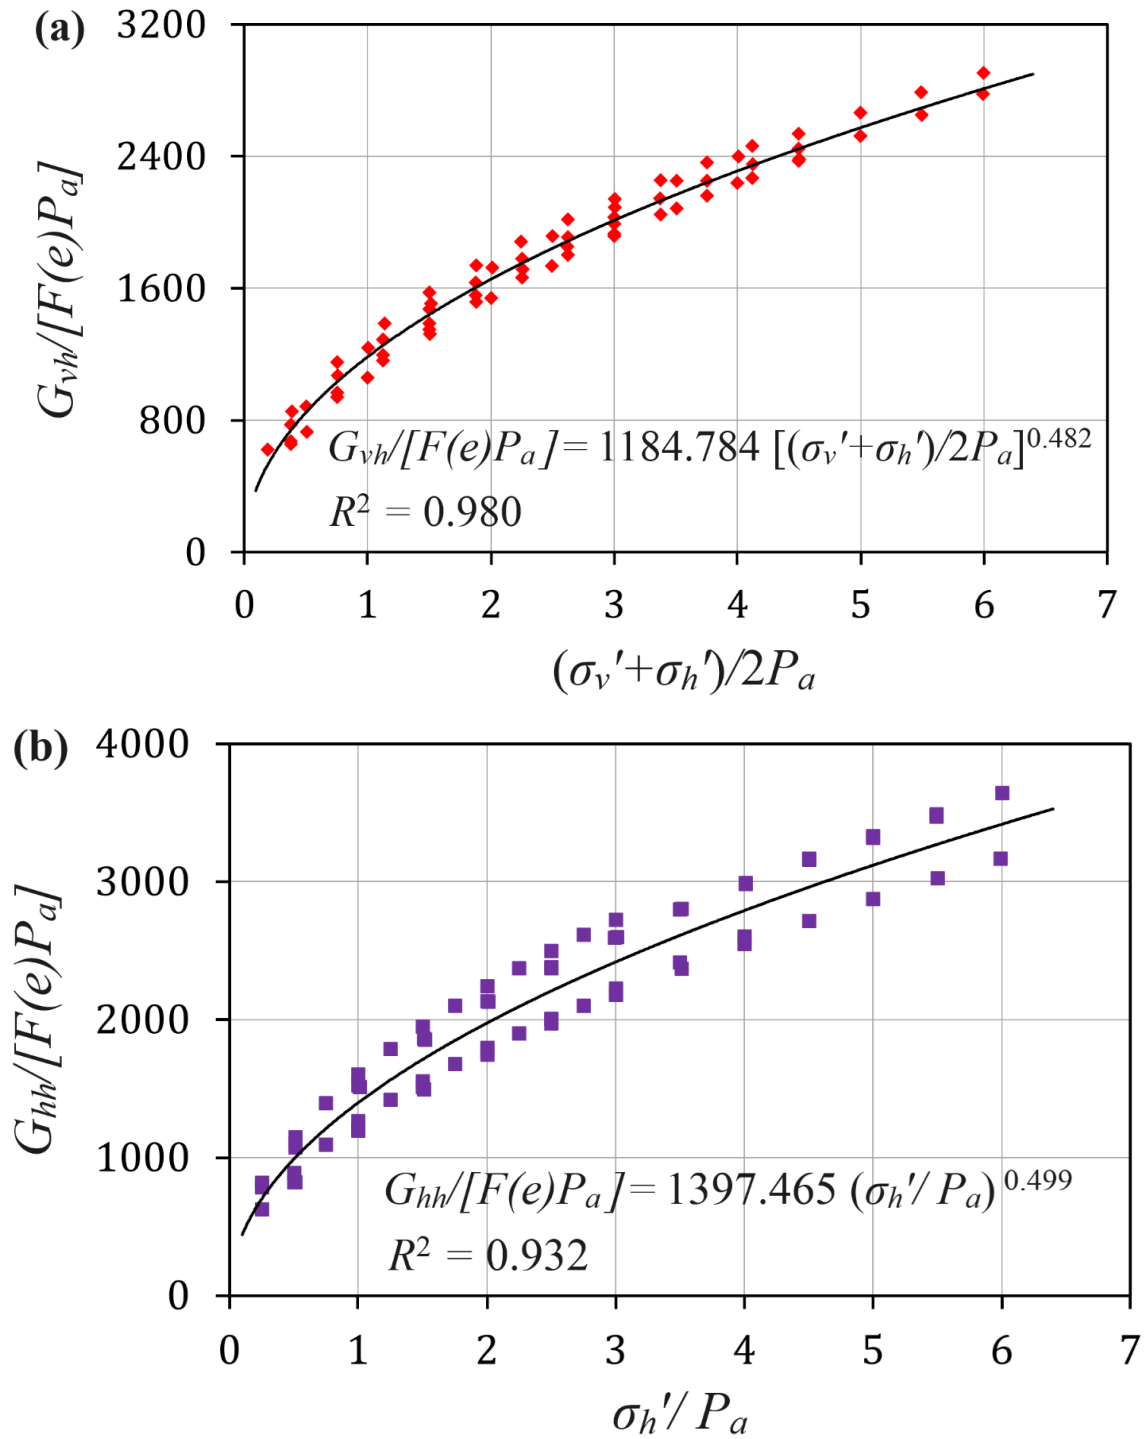 (a)
3200
2400
1600
800
0
Gvh/[F(e)Pa]
Gvh/[F(e)Pa] = 1184.784 [(σv′+σh′)/2Pa]^0.482
R² = 0.980
0 1 2 3 4 5 6 7
(σv′+σh′)/2Pa
(b)
4000
3000
2000
1000
0
Ghh/[F(e)Pa]
Ghh/[F(e)Pa] = 1397.465 (σh′/ Pa)^0.499
R² = 0.932
0 1 2 3 4 5 6 7
σh′/ Pa